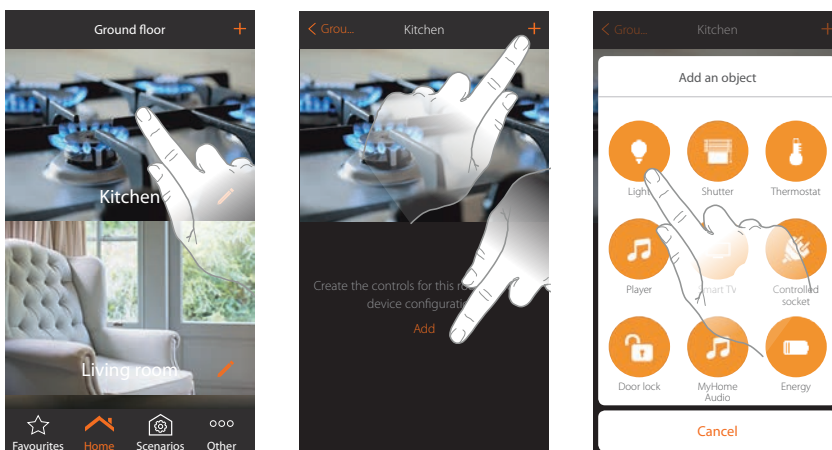 Ground floor
+
Kitchen
Living room
Favourites
Home
Scenarios
Other
< Grou...
Kitchen
+
Create the controls for this
device
Add
< Grou...
Kitchen
+
Add an object
Light
Shutter
Thermostat
Player
Smart TV
Controlled
socket
Door lock
MyHome
Audio
Energy
Cancel